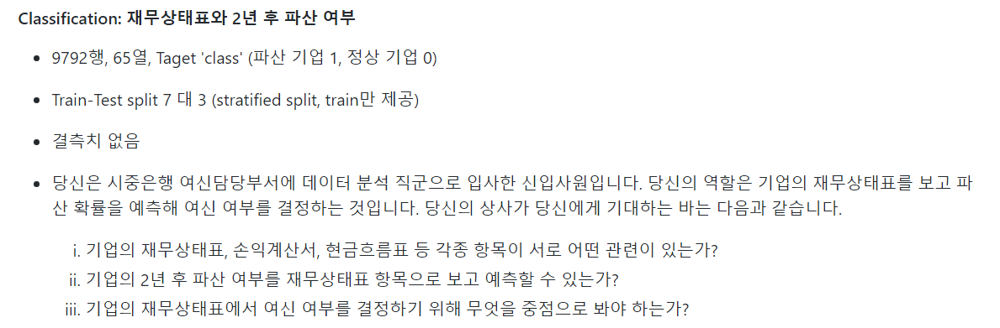 Classification: 재무상태표와 2년 후 파산 여부
• 9792행, 65열, Taget 'class' (파산 기업 1, 정상 기업 0)
• Train-Test split 7 대 3 (stratified split, train만 제공)
• 결측치 없음
• 당신은 시중은행 여신담당부서에 데이터 분석 직군으로 입사한 신입사원입니다. 당신의 역할은 기업의 재무상태표를 보고 파
산 확률을 예측해 여신 여부를 결정하는 것입니다. 당신의 상사가 당신에게 기대하는 바는 다음과 같습니다.
i. 기업의 재무상태표, 손익계산서, 현금흐름표 등 각종 항목이 서로 어떤 관련이 있는가?
ii. 기업의 2년 후 파산 여부를 재무상태표 항목으로 보고 예측할 수 있는가?
iii. 기업의 재무상태표에서 여신 여부를 결정하기 위해 무엇을 중점으로 봐야 하는가?